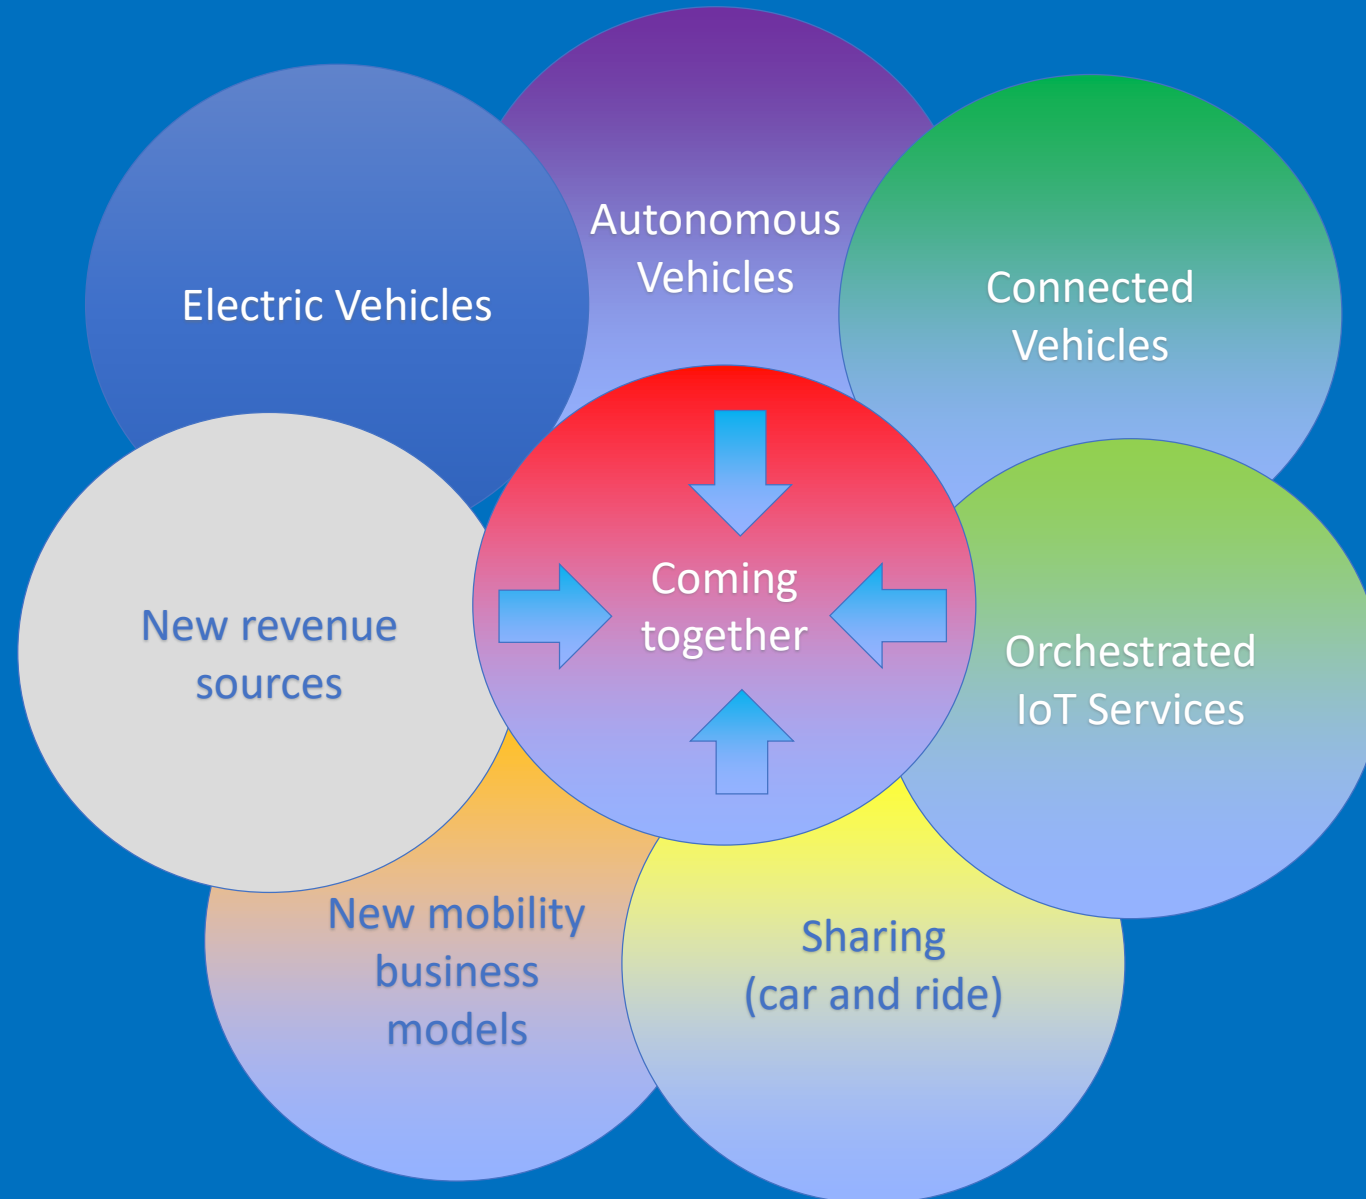 Autonomous
Vehicles
Electric Vehicles
Connected
Vehicles
Coming
together
New revenue
sources
Orchestrated
IoT Services
New mobility
business
models
Sharing
(car and ride)